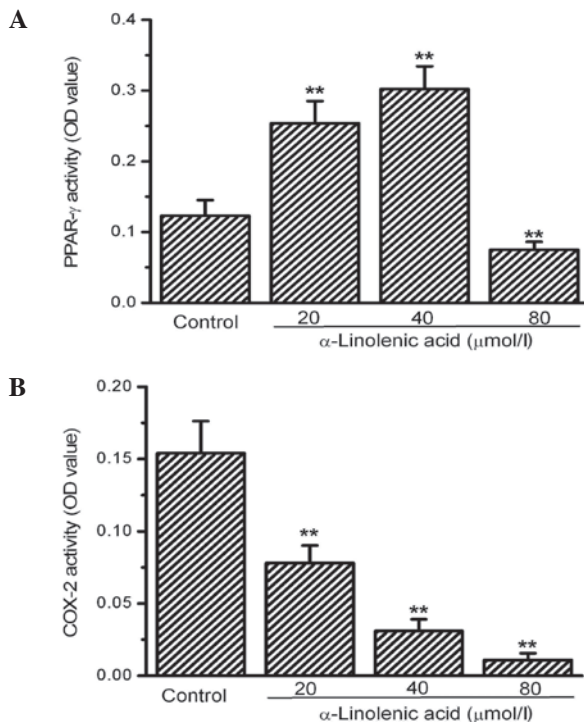 A
PPAR-γ activity (OD value)
0.4
0.3
0.2
0.1
0.0
**
**
**
Control
20
40
80
α-Linolenic acid (μmol/l)
B
COX-2 activity (OD value)
0.20
0.15
0.10
0.05
0.00
**
**
**
Control
20
40
80
α-Linolenic acid (μmol/l)